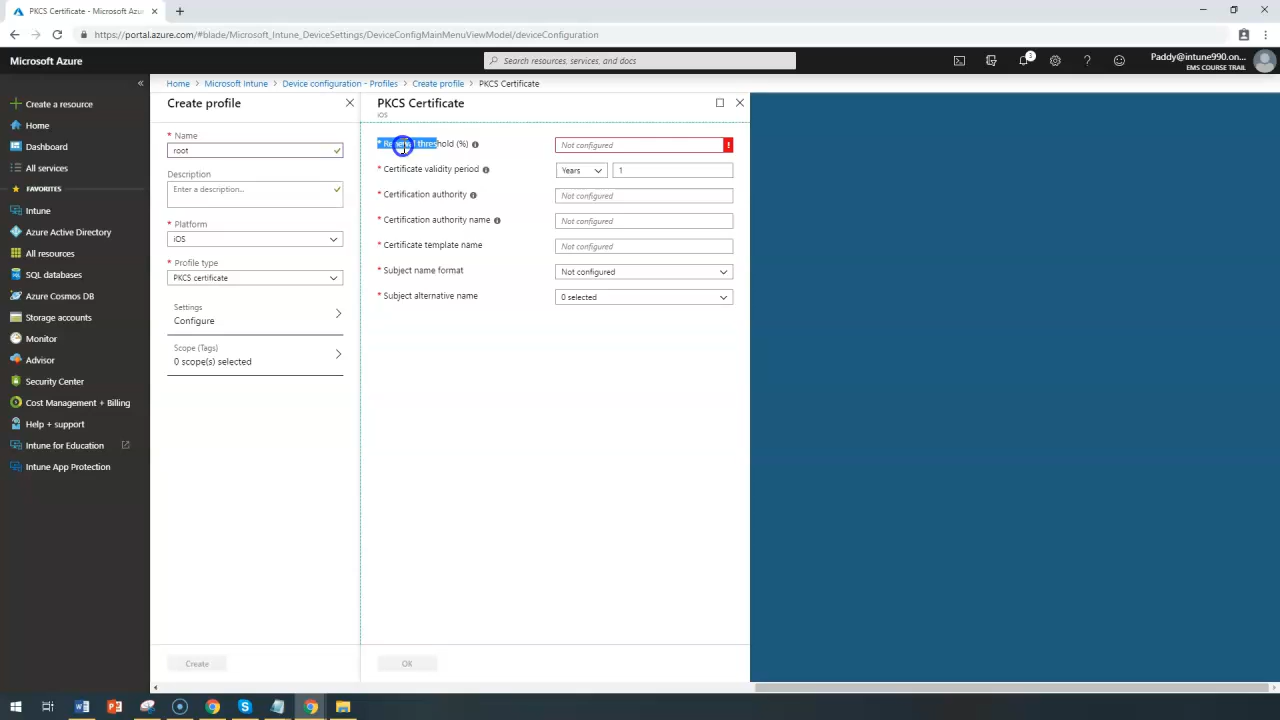 PKCS Certificate - Microsoft Az
https://portal.azure.com/#blade/Microsoft_Intune_DeviceSettings/DeviceConfigMainMenuViewModel/deviceConfiguration
Microsoft Azure
Search resources, services, and docs
3
Paddy@intune990.on...
EMS COURSE TRAIL
Home > Microsoft Intune > Device configuration - Profiles > Create profile > PKCS Certificate
Create a resource
Home
Dashboard
All services
FAVORITES
Intune
Azure Active Directory
All resources
SQL databases
Azure Cosmos DB
Storage accounts
Monitor
Advisor
Security Center
Cost Management + Billing
Help + support
Intune for Education
Intune App Protection
Create profile
* Name
root
Description
Enter a description...
* Platform
iOS
* Profile type
PKCS certificate
Settings
Configure
Scope (Tags)
0 scope(s) selected
Create
PKCS Certificate
iOS
* Renewal threshold (%) Not configured
* Certificate validity period Years 1
* Certification authority Not configured
* Certification authority name Not configured
* Certificate template name Not configured
* Subject name format Not configured
* Subject alternative name 0 selected
OK